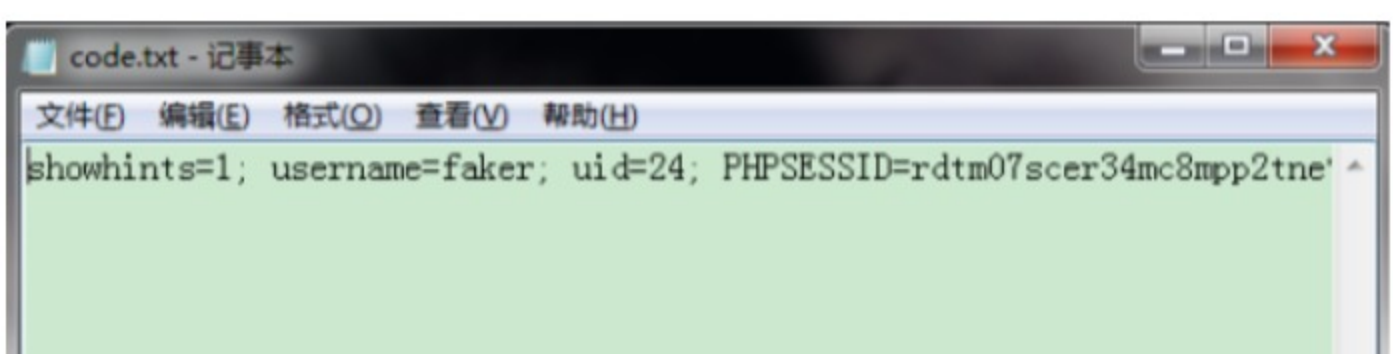 code.txt - 记事本
文件(F) 编辑(E) 格式(O) 查看(V) 帮助(H)
showhints=1; username=faker; uid=24; PHPSESSID=rdtm07scer34mc8mpp2tne